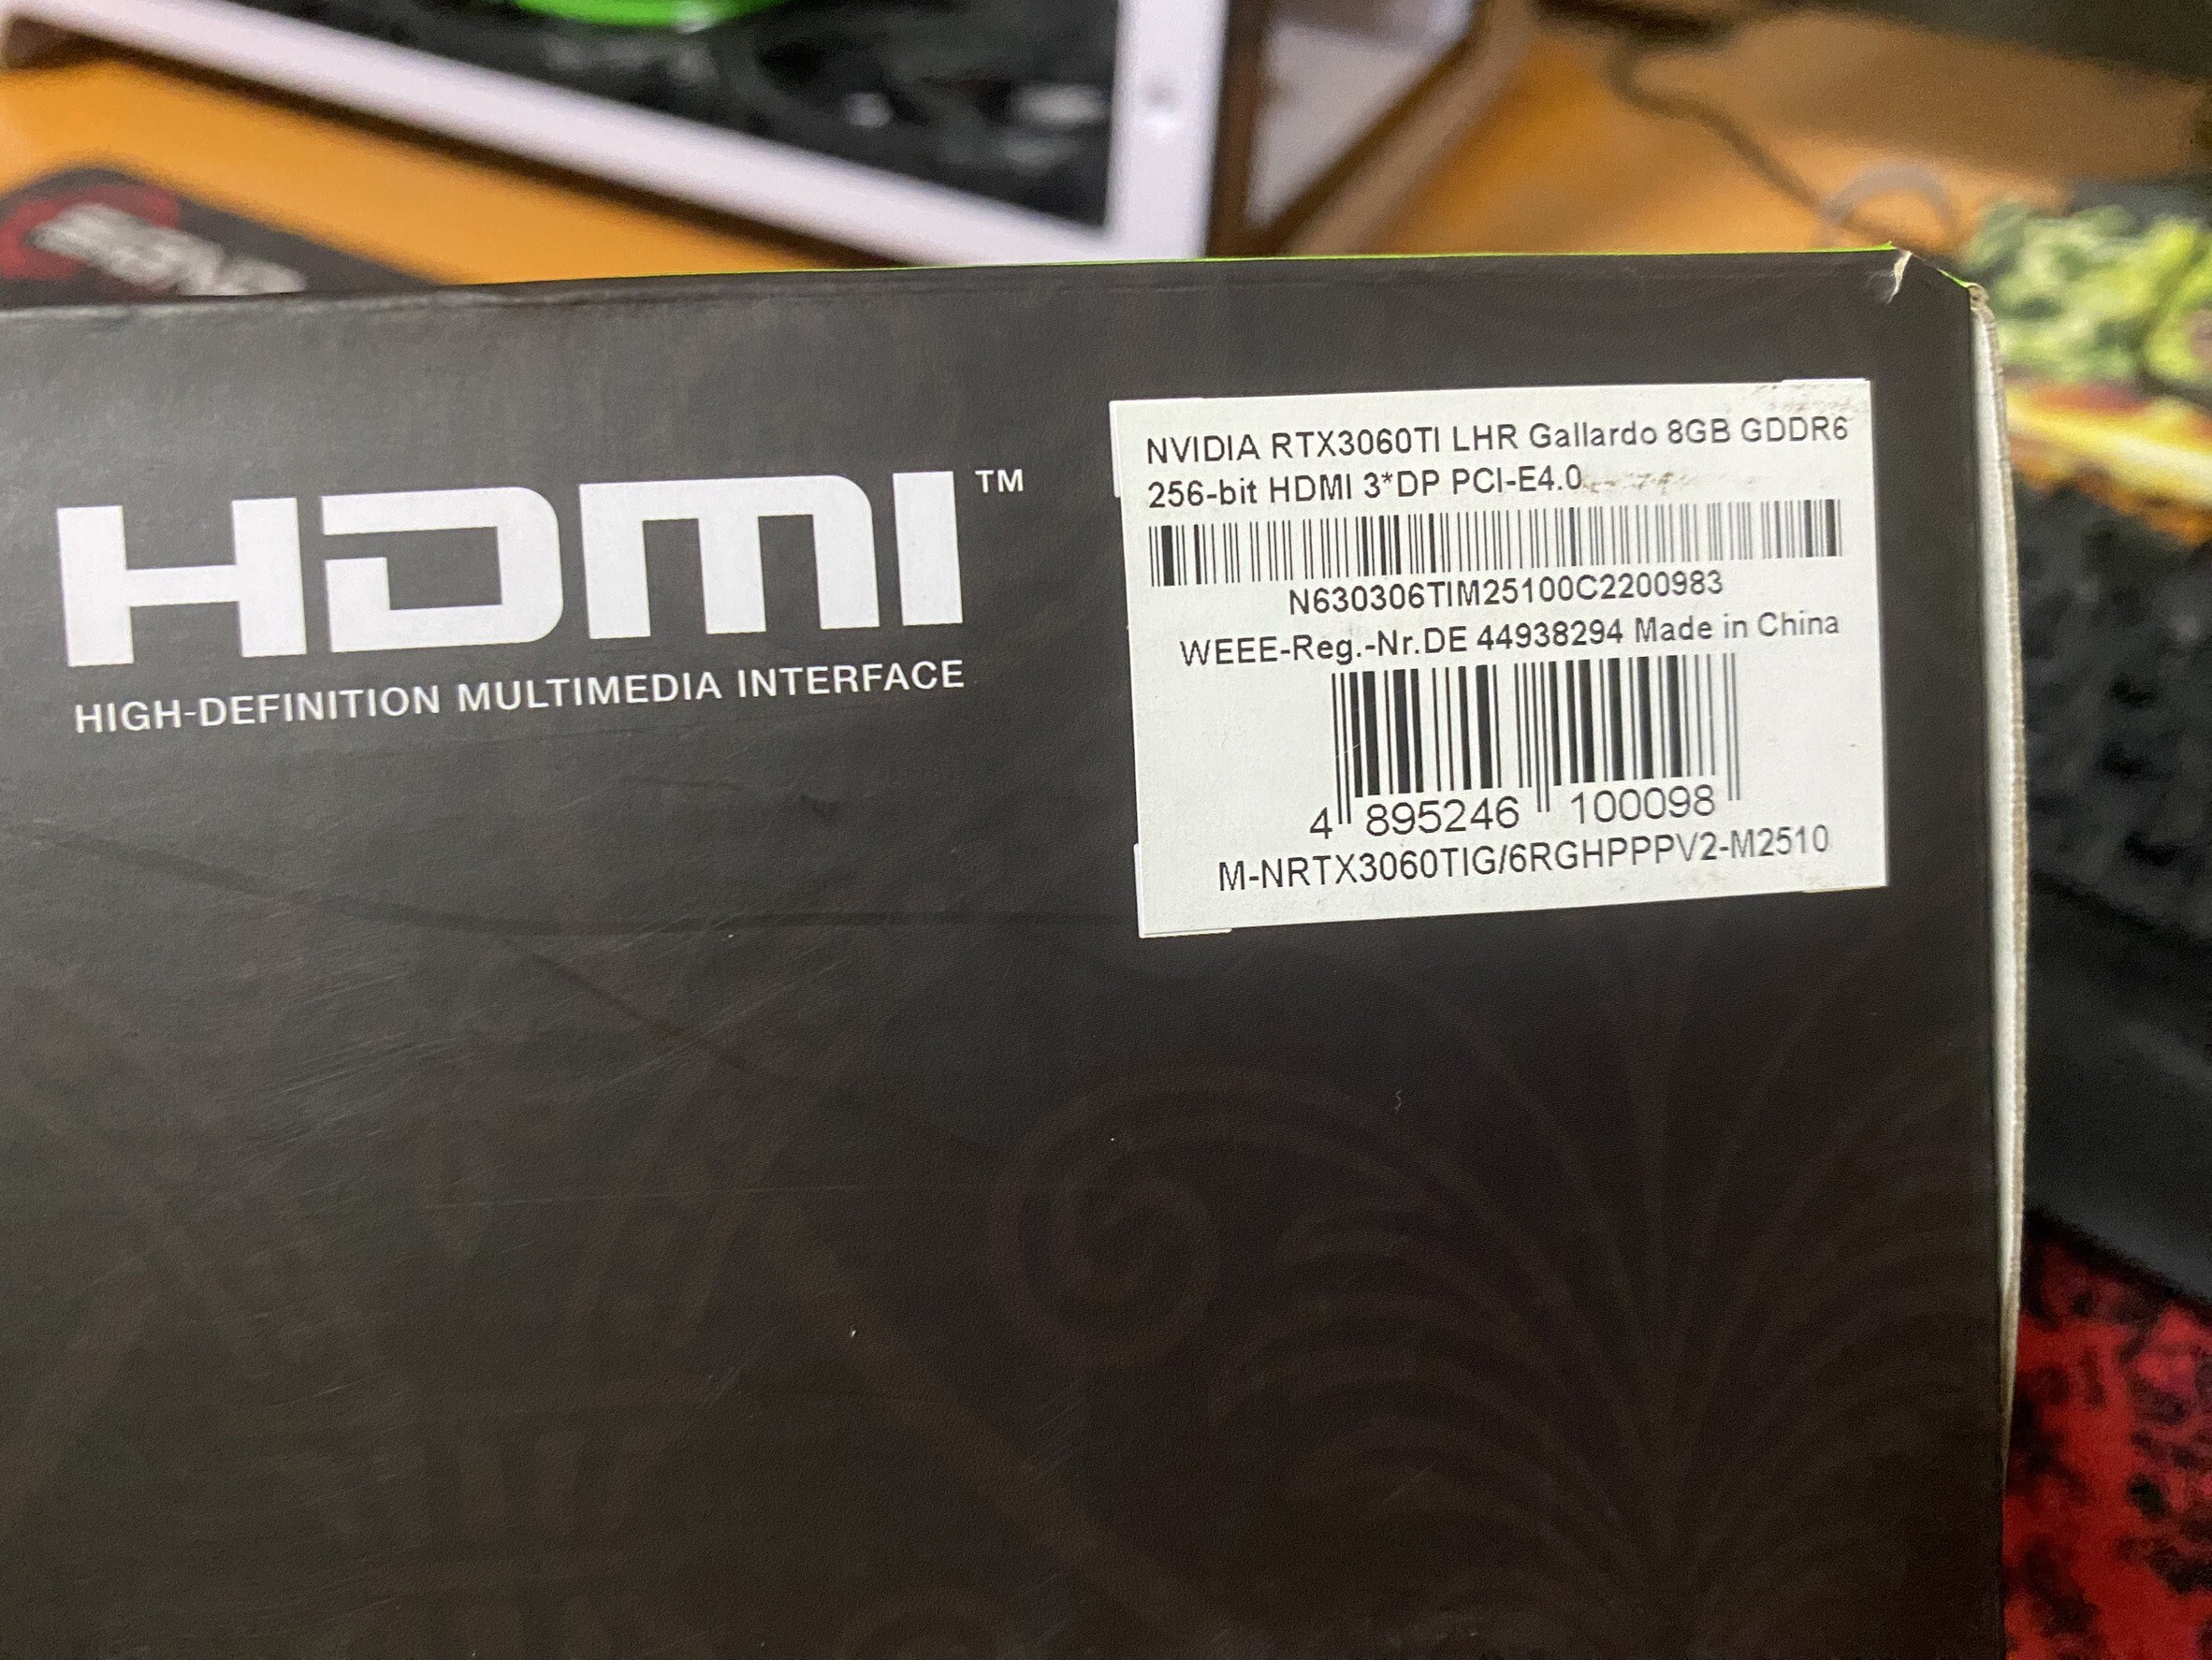 HDMI™
HIGH-DEFINITION MULTIMEDIA INTERFACE
NVIDIA RTX3060TI LHR Gallardo 8GB GDDR6
256-bit HDMI 3*DP PCI-E4.0
N630306TIM25100C2200983
WEEE-Reg.-Nr.DE 44938294 Made in China
4 895246 100098
M-NRTX3060TIG/6RGHPPPV2-M2510